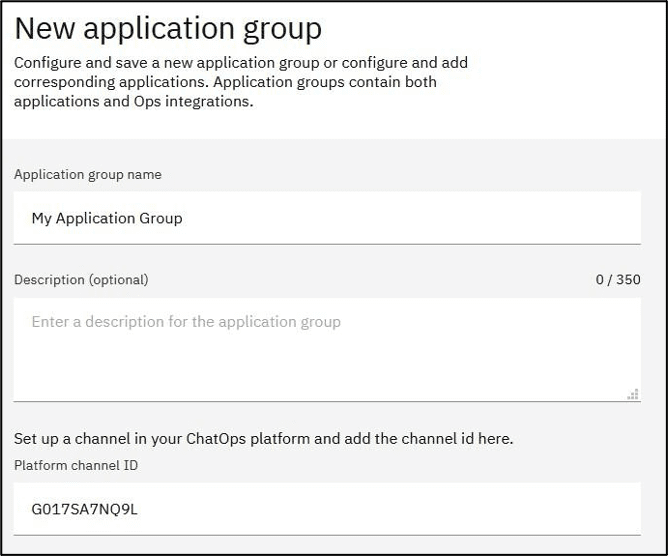 New application group
Configure and save a new application group or configure and add
corresponding applications. Application groups contain both
applications and Ops integrations.
Application group name
My Application Group
Description (optional) 0 / 350
Enter a description for the application group
Set up a channel in your ChatOps platform and add the channel id here.
Platform channel ID
G017SA7NQ9L